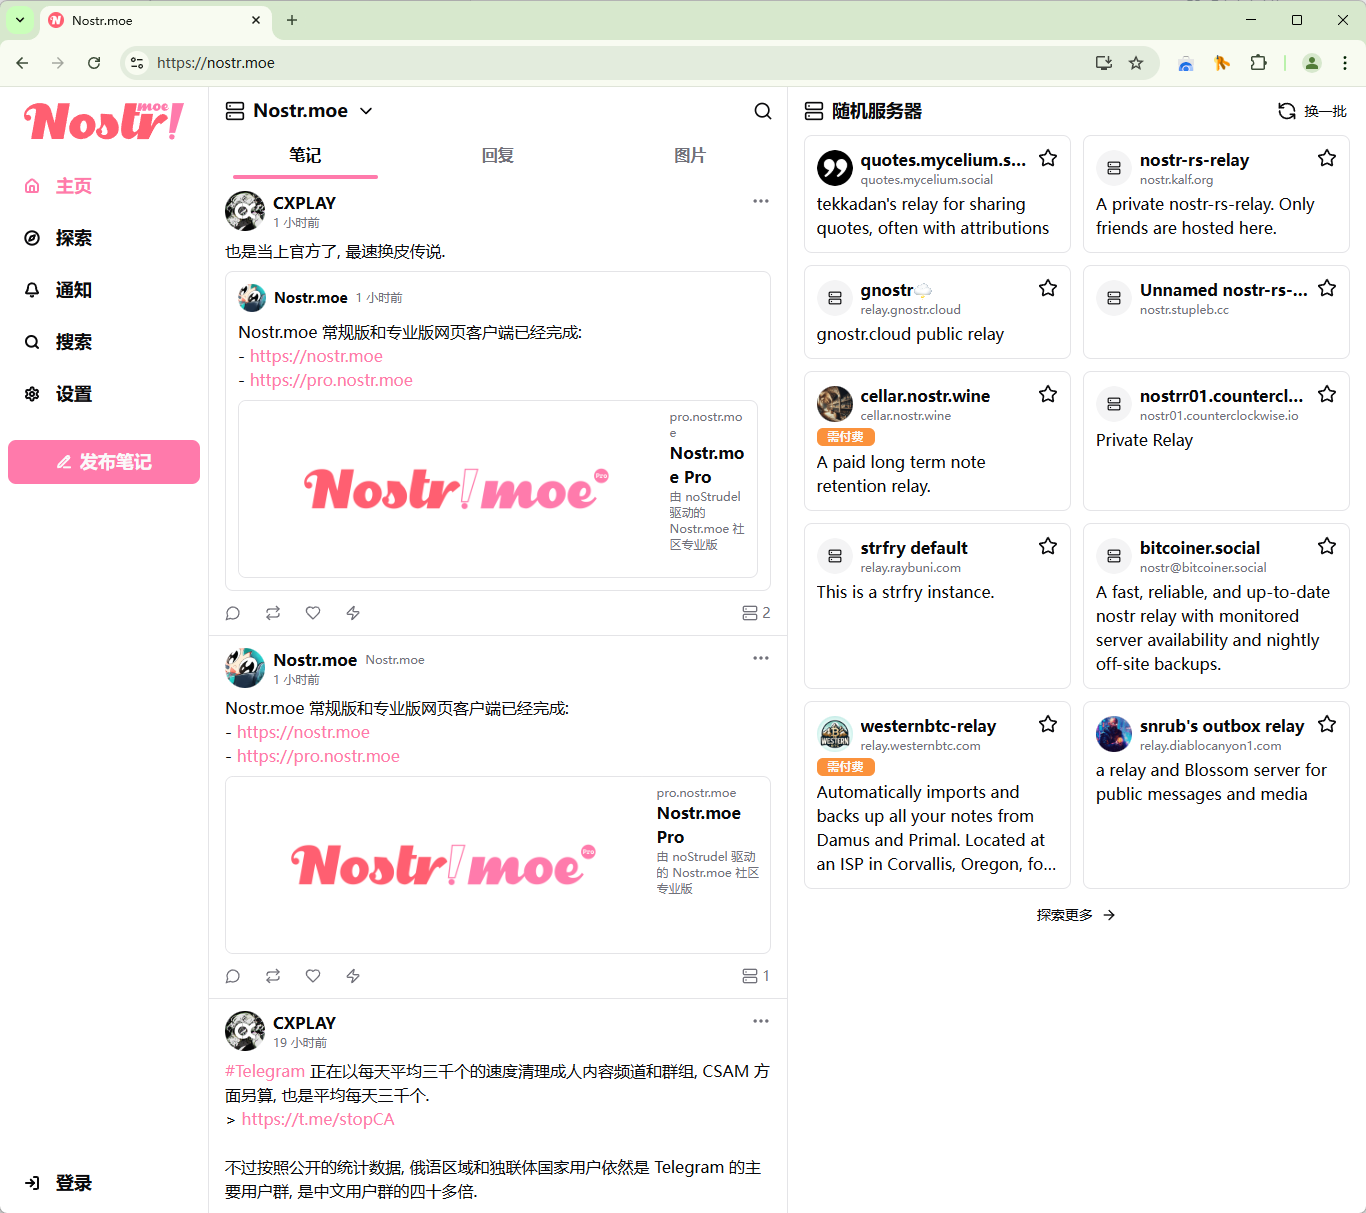 Nostr.moe
https://nostr.moe
Nostr!moe
主页
探索
通知
搜索
设置
发布笔记
登录
Nostr.moe
笔记
回复
图片
CXPLAY
1 小时前
也是当上官方了, 最速换皮传说.
Nostr.moe 1 小时前
Nostr.moe 常规版和专业版网页客户端已经完成:
- https://nostr.moe
- https://pro.nostr.moe
Nostr!moe Pro
pro.nostr.mo
e
Nostr.mo
e Pro
由 noStrudel
驱动的
Nostr.moe 社
区专业版
2
Nostr.moe Nostr.moe
1 小时前
Nostr.moe 常规版和专业版网页客户端已经完成:
- https://nostr.moe
- https://pro.nostr.moe
Nostr!moe Pro
pro.nostr.moe
Nostr.moe
Pro
由 noStrudel 驱动
的 Nostr.moe 社区
专业版
1
CXPLAY
19 小时前
#Telegram 正在以每天平均三千个的速度清理成人内容频道和群组, CSAM 方
面另算, 也是平均每天三千个.
> https://t.me/stopCA
不过按照公开的统计数据, 俄语区域和独联体国家用户依然是 Telegram 的主
要用户群, 是中文用户群的四十多倍.
随机服务器
换一批
quotes.mycelium.s...
quotes.mycelium.social
tekkadan's relay for sharing
quotes, often with attributions
nostr-rs-relay
nostr.kalf.org
A private nostr-rs-relay. Only
friends are hosted here.
gnostr🌩️
relay.gnostr.cloud
gnostr.cloud public relay
Unnamed nostr-rs-...
nostr.stupleb.cc
cellar.nostr.wine
cellar.nostr.wine
需付费
A paid long term note
retention relay.
nostrr01.countercl...
nostr01.counterclockwise.io
Private Relay
strfry default
relay.raybuni.com
This is a strfry instance.
bitcoiner.social
nostr@bitcoiner.social
A fast, reliable, and up-to-date
nostr relay with monitored
server availability and nightly
off-site backups.
WESTERN
westernbtc-relay
relay.westernbtc.com
需付费
Automatically imports and
backs up all your notes from
Damus and Primal. Located at
an ISP in Corvallis, Oregon, fo...
snrub's outbox relay
relay.diablocanyon1.com
a relay and Blossom server for
public messages and media
探索更多